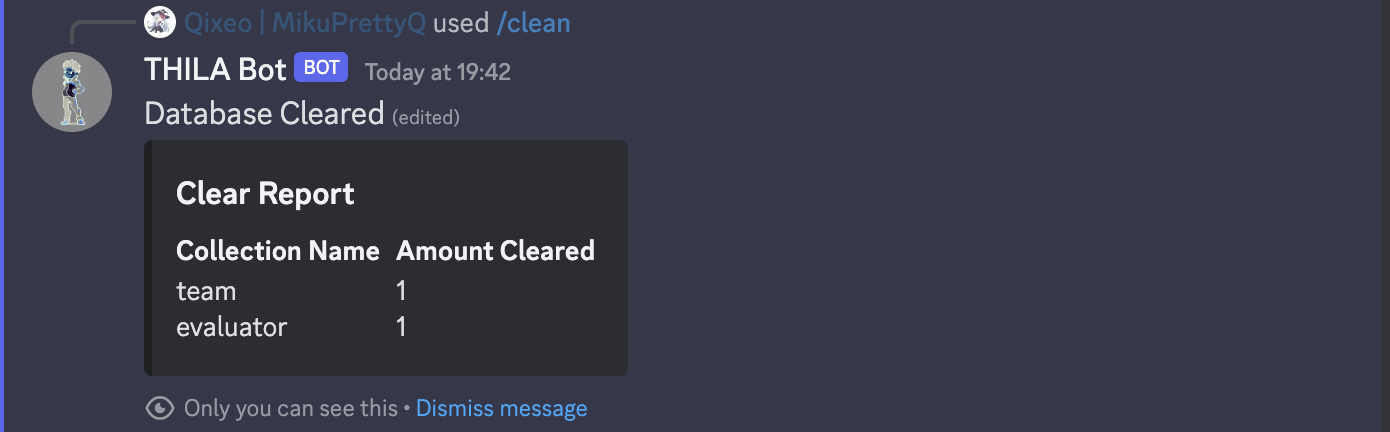 Qixeo | MikuPrettyQ used /clean
THILA Bot BOT Today at 19:42
Database Cleared (edited)
Clear Report
Collection Name Amount Cleared
team 1
evaluator 1
Only you can see this • Dismiss message